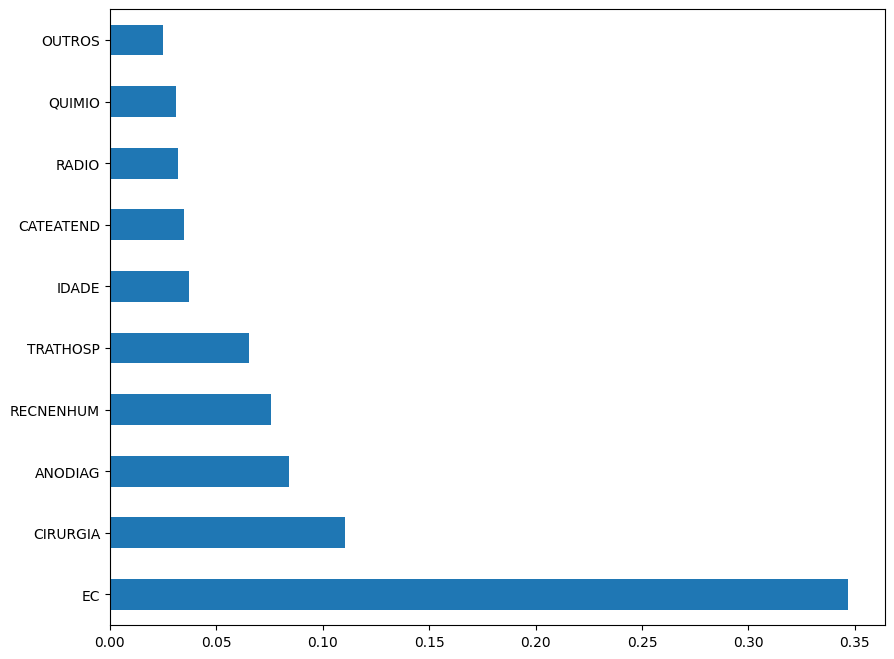 OUTROS
QUIMIO
RADIO
CATEATEND
IDADE
TRATHOSP
RECNENHUM
ANODIAG
CIRURGIA
EC
0.00 0.05 0.10 0.15 0.20 0.25 0.30 0.35